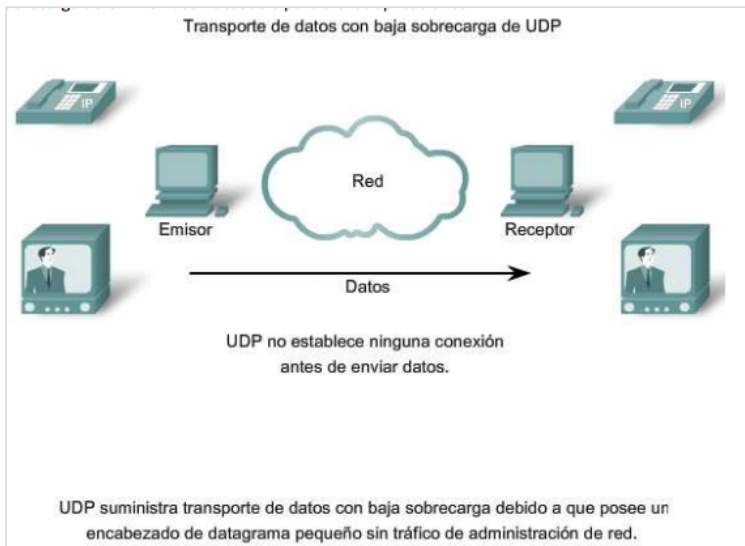 Transporte de datos con baja sobrecarga de UDP
IP
IP
Red
Emisor
Receptor
Datos
UDP no establece ninguna conexión
antes de enviar datos.
UDP suministra transporte de datos con baja sobrecarga debido a que posee un
encabezado de datagrama pequeño sin tráfico de administración de red.